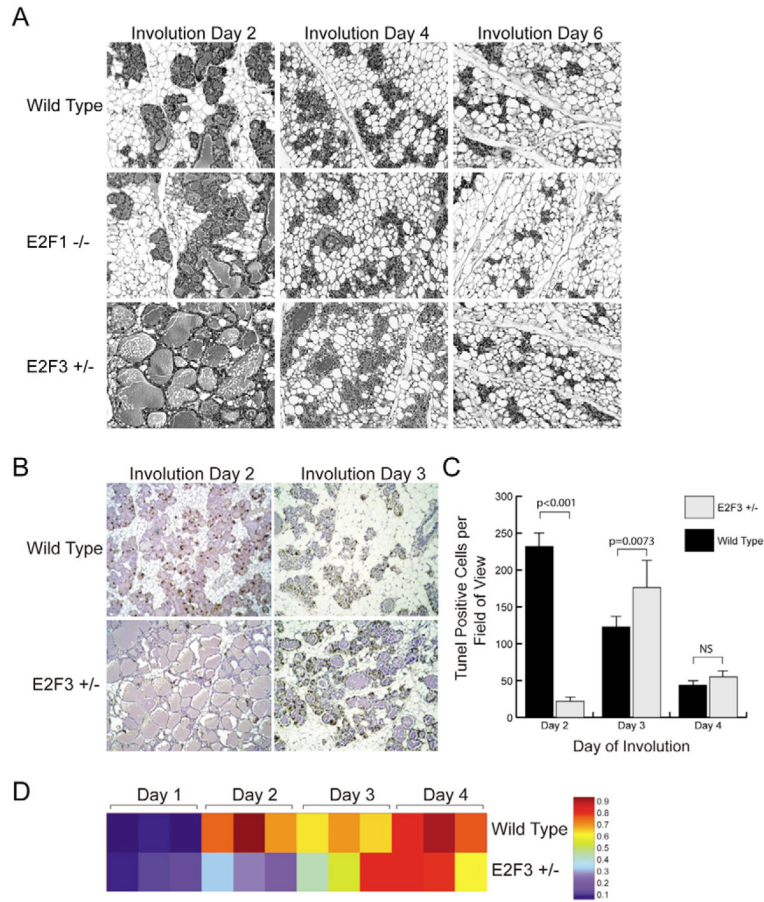 A
Involution Day 2 Involution Day 4 Involution Day 6
Wild Type
E2F1 -/-
E2F3 +/-
B
Involution Day 2 Involution Day 3
Wild Type
E2F3 +/-
C
Tunel Positive Cells per
Field of View
300
250
200
150
100
50
0
p<0.001
p=0.0073
NS
E2F3 +/-
Wild Type
Day 2 Day 3 Day 4
Day of Involution
D
Day 1 Day 2 Day 3 Day 4
Wild Type
E2F3 +/-
0.9
0.8
0.7
0.6
0.5
0.4
0.3
0.2
0.1